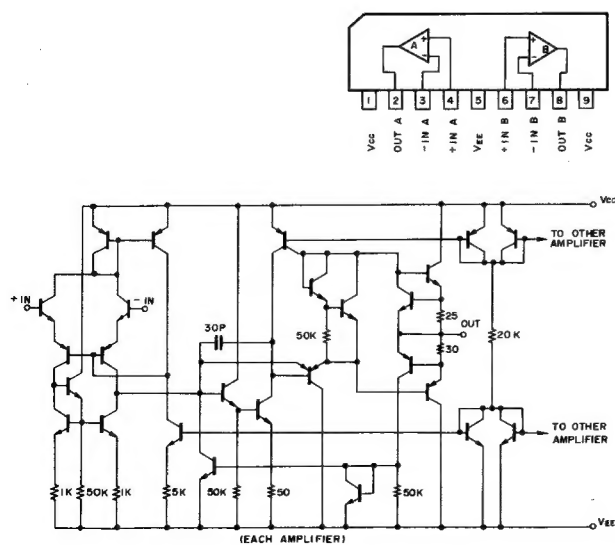 A
+
−
B
+
−
1 2 3 4 5 6 7 8 9
VCC
OUT A
−IN A
+IN A
VEE
+IN B
−IN B
OUT B
VCC
VCC
TO OTHER
AMPLIFIER
+IN
−IN
25
OUT
30P
50K
30
20K
TO OTHER
AMPLIFIER
1K
50K
1K
5K
50K
50
50K
VEE
(EACH AMPLIFIER)